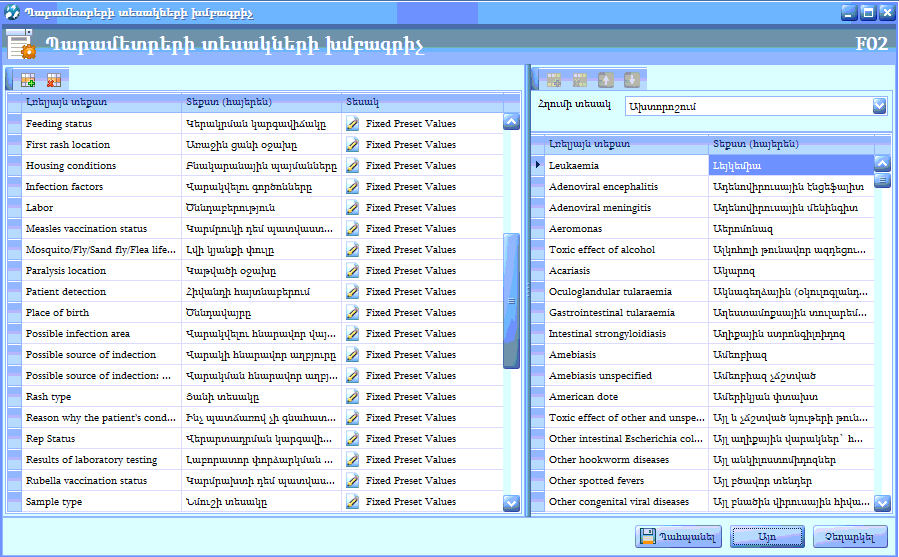 Պարամետրերի տեսակների խմբագրիչ
Պարամետրերի տեսակների խմբագրիչ F02
Հղումի տեսակ Ախտորոշում
Լռելյայն տեքստ Տեքստ (հայերեն) Տեսակ
Feeding status Կերակրման կարգավիճակը Fixed Preset Values
First rash location Առաջին ցանի օջախը Fixed Preset Values
Housing conditions Բնակարանային պայմանները Fixed Preset Values
Infection factors Վարակվելու գործոնները Fixed Preset Values
Labor Ծննդաբերություն Fixed Preset Values
Measles vaccination status Կարմրուկի դեմ պատվաստ... Fixed Preset Values
Mosquito/Fly/Sand fly/Flea life... Լվի կյանքի փուլը Fixed Preset Values
Paralysis location Կաթվածի օջախը Fixed Preset Values
Patient detection Հիվանդի հայտնաբերում Fixed Preset Values
Place of birth Ծննդավայրը Fixed Preset Values
Possible infection area Վարակվելու հնարավոր վայ... Fixed Preset Values
Possible source of indection Վարակի հնարավոր աղբյուրը Fixed Preset Values
Possible source of indection: ... Վարակման հնարավոր աղբյ... Fixed Preset Values
Rash type Ցանի տեսակը Fixed Preset Values
Reason why the patient's cond... Ինչ պատճառով չի գնահատ... Fixed Preset Values
Rep Status Վերարտադրման կարգավի... Fixed Preset Values
Results of laboratory testing Լաբորատոր փորձարկման ... Fixed Preset Values
Rubella vaccination status Կարմրախտի դեմ պատվաս... Fixed Preset Values
Sample type Նմուշի տեսակը Fixed Preset Values
Լռելյայն տեքստ Տեքստ (հայերեն)
Leukaemia Լեյկեմիա
Adenoviral encephalitis Ադենովիրուսային էնցեֆալիտ
Adenoviral meningitis Ադենովիրուսային մենինգիտ
Aeromonas Աերոմոնազ
Toxic effect of alcohol Ալկոհոլի թունավոր ազդեցու...
Acariasis Ակարոզ
Oculoglandular tularaemia Ակնագեղձային (օկուլոգլանդ...
Gastrointestinal tularaemia Աղեստամոքսային տուլարեմ...
Intestinal strongyloidiasis Աղիքային ստրոնգիլոիդոզ
Amebiasis Ամեոբիազ
Amebiasis unspecified Ամեոբիազ չճշտված
American dote Ամերիկյան փտախտ
Toxic effect of other and unspe... Այլ և չճշտված նյութերի թուն...
Other intestinal Escherichia col... Այլ աղիքային վարակներ՝ հ...
Other hookworm diseases Այլ անկիլոստոմիդոզներ
Other spotted fevers Այլ բծավոր տենդեր
Other congenital viral diseases Այլ բնածին վիրուսային հիվա...
Պահպանել Այո Չեղարկել